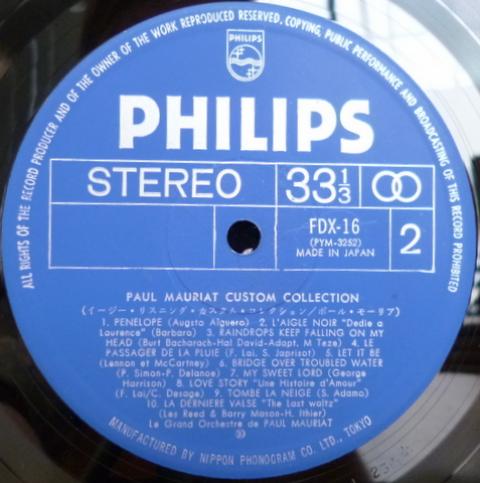 ALL RIGHTS OF THE RECORD PRODUCER AND OF THE OWNER OF THE WORK REPRODUCED RESERVED. COPYING, PUBLIC PERFORMANCE AND BROADCASTING OF THIS RECORD PROHIBITED
PHILIPS
PHILIPS
STEREO 33 1/3
FDX-16
(PYM-3252)
MADE IN JAPAN
2
PAUL MAURIAT CUSTOM COLLECTION
(イージー・リスニング・カスタム・コレクション/ポール・モーリア)
1. PENELOPE (Augsto Alguero) 2. L'AIGLE NOIR "Dedie a
Laurence" (Barbara) 3. RAINDROPS KEEP FALLING ON MY
HEAD (Burt Bacharach-Hal David-Adapt, M Teze) 4. LE
PASSAGER DE LA PLUIE (F. Lai, S. Japrisot) 5. LET IT BE
(Lennon et McCartney) 6. BRIDGE OVER TROUBLED WATER
(P. Simon-P. Delanoe) 7. MY SWEET LORD (George
Harrison) 8. LOVE STORY "Une Histoire d'Amour"
(F. Lai/C. Desage) 9. TOMBE LA NEIGE (S. Adamo)
10. LA DERNIERE VALSE "The Last waltz"
(Les Reed & Barry Mason-H. Ithier)
Le Grand Orchestre de PAUL MAURIAT
MANUFACTURED BY NIPPON PHONOGRAM CO. LTD., TOKYO